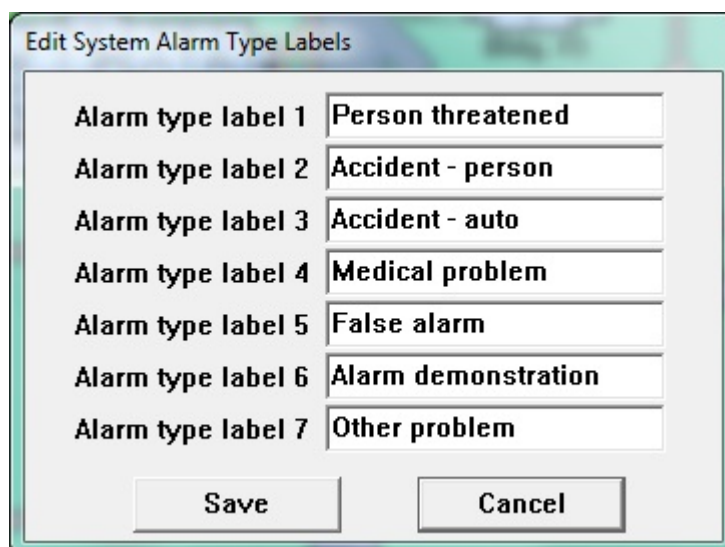 Edit System Alarm Type Labels
Alarm type label 1 Person threatened
Alarm type label 2 Accident - person
Alarm type label 3 Accident - auto
Alarm type label 4 Medical problem
Alarm type label 5 False alarm
Alarm type label 6 Alarm demonstration
Alarm type label 7 Other problem
Save Cancel